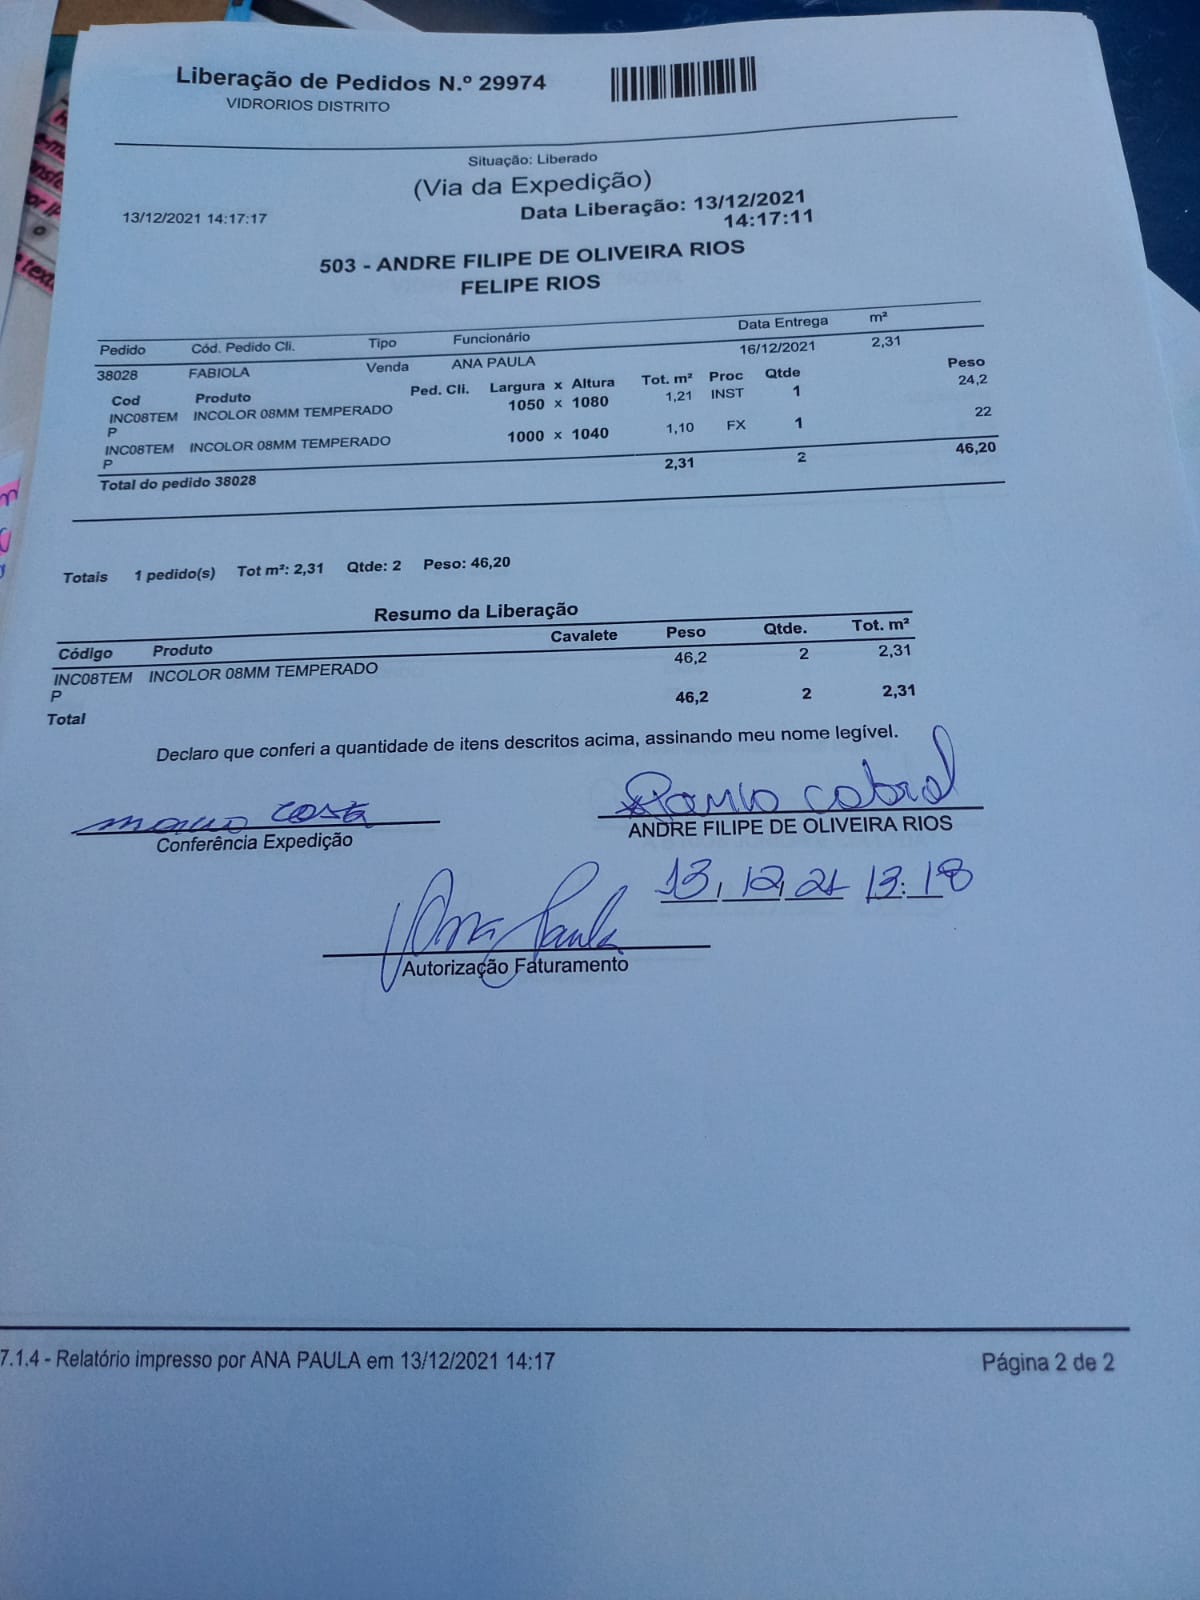 Liberação de Pedidos N.º 29974
VIDRORIOS DISTRITO
Situação: Liberado
(Via da Expedição)
13/12/2021 14:17:17
Data Liberação: 13/12/2021
14:17:11
503 - ANDRE FILIPE DE OLIVEIRA RIOS
FELIPE RIOS
Pedido Cód. Pedido Cli. Tipo Funcionário Data Entrega m²
38028 FABIOLA Venda ANA PAULA 16/12/2021 2,31
Cod Produto Ped. Cli. Largura x Altura Tot. m² Proc Qtde Peso
INC08TEM INCOLOR 08MM TEMPERADO 1050 x 1080 1,21 INST 1 24,2
P
INC08TEM INCOLOR 08MM TEMPERADO 1000 x 1040 1,10 FX 1 22
P
Total do pedido 38028 2,31 2 46,20
Totais 1 pedido(s) Tot m²: 2,31 Qtde: 2 Peso: 46,20
Resumo da Liberação
Código Produto Cavalete Peso Qtde. Tot. m²
INC08TEM INCOLOR 08MM TEMPERADO 46,2 2 2,31
P
Total 46,2 2 2,31
Declaro que conferi a quantidade de itens descritos acima, assinando meu nome legível.
costa cabral
Conferência Expedição ANDRE FILIPE DE OLIVEIRA RIOS
13, 12, 21 13:18
Ana Paula
Autorização Faturamento
7.1.4 - Relatório impresso por ANA PAULA em 13/12/2021 14:17 Página 2 de 2